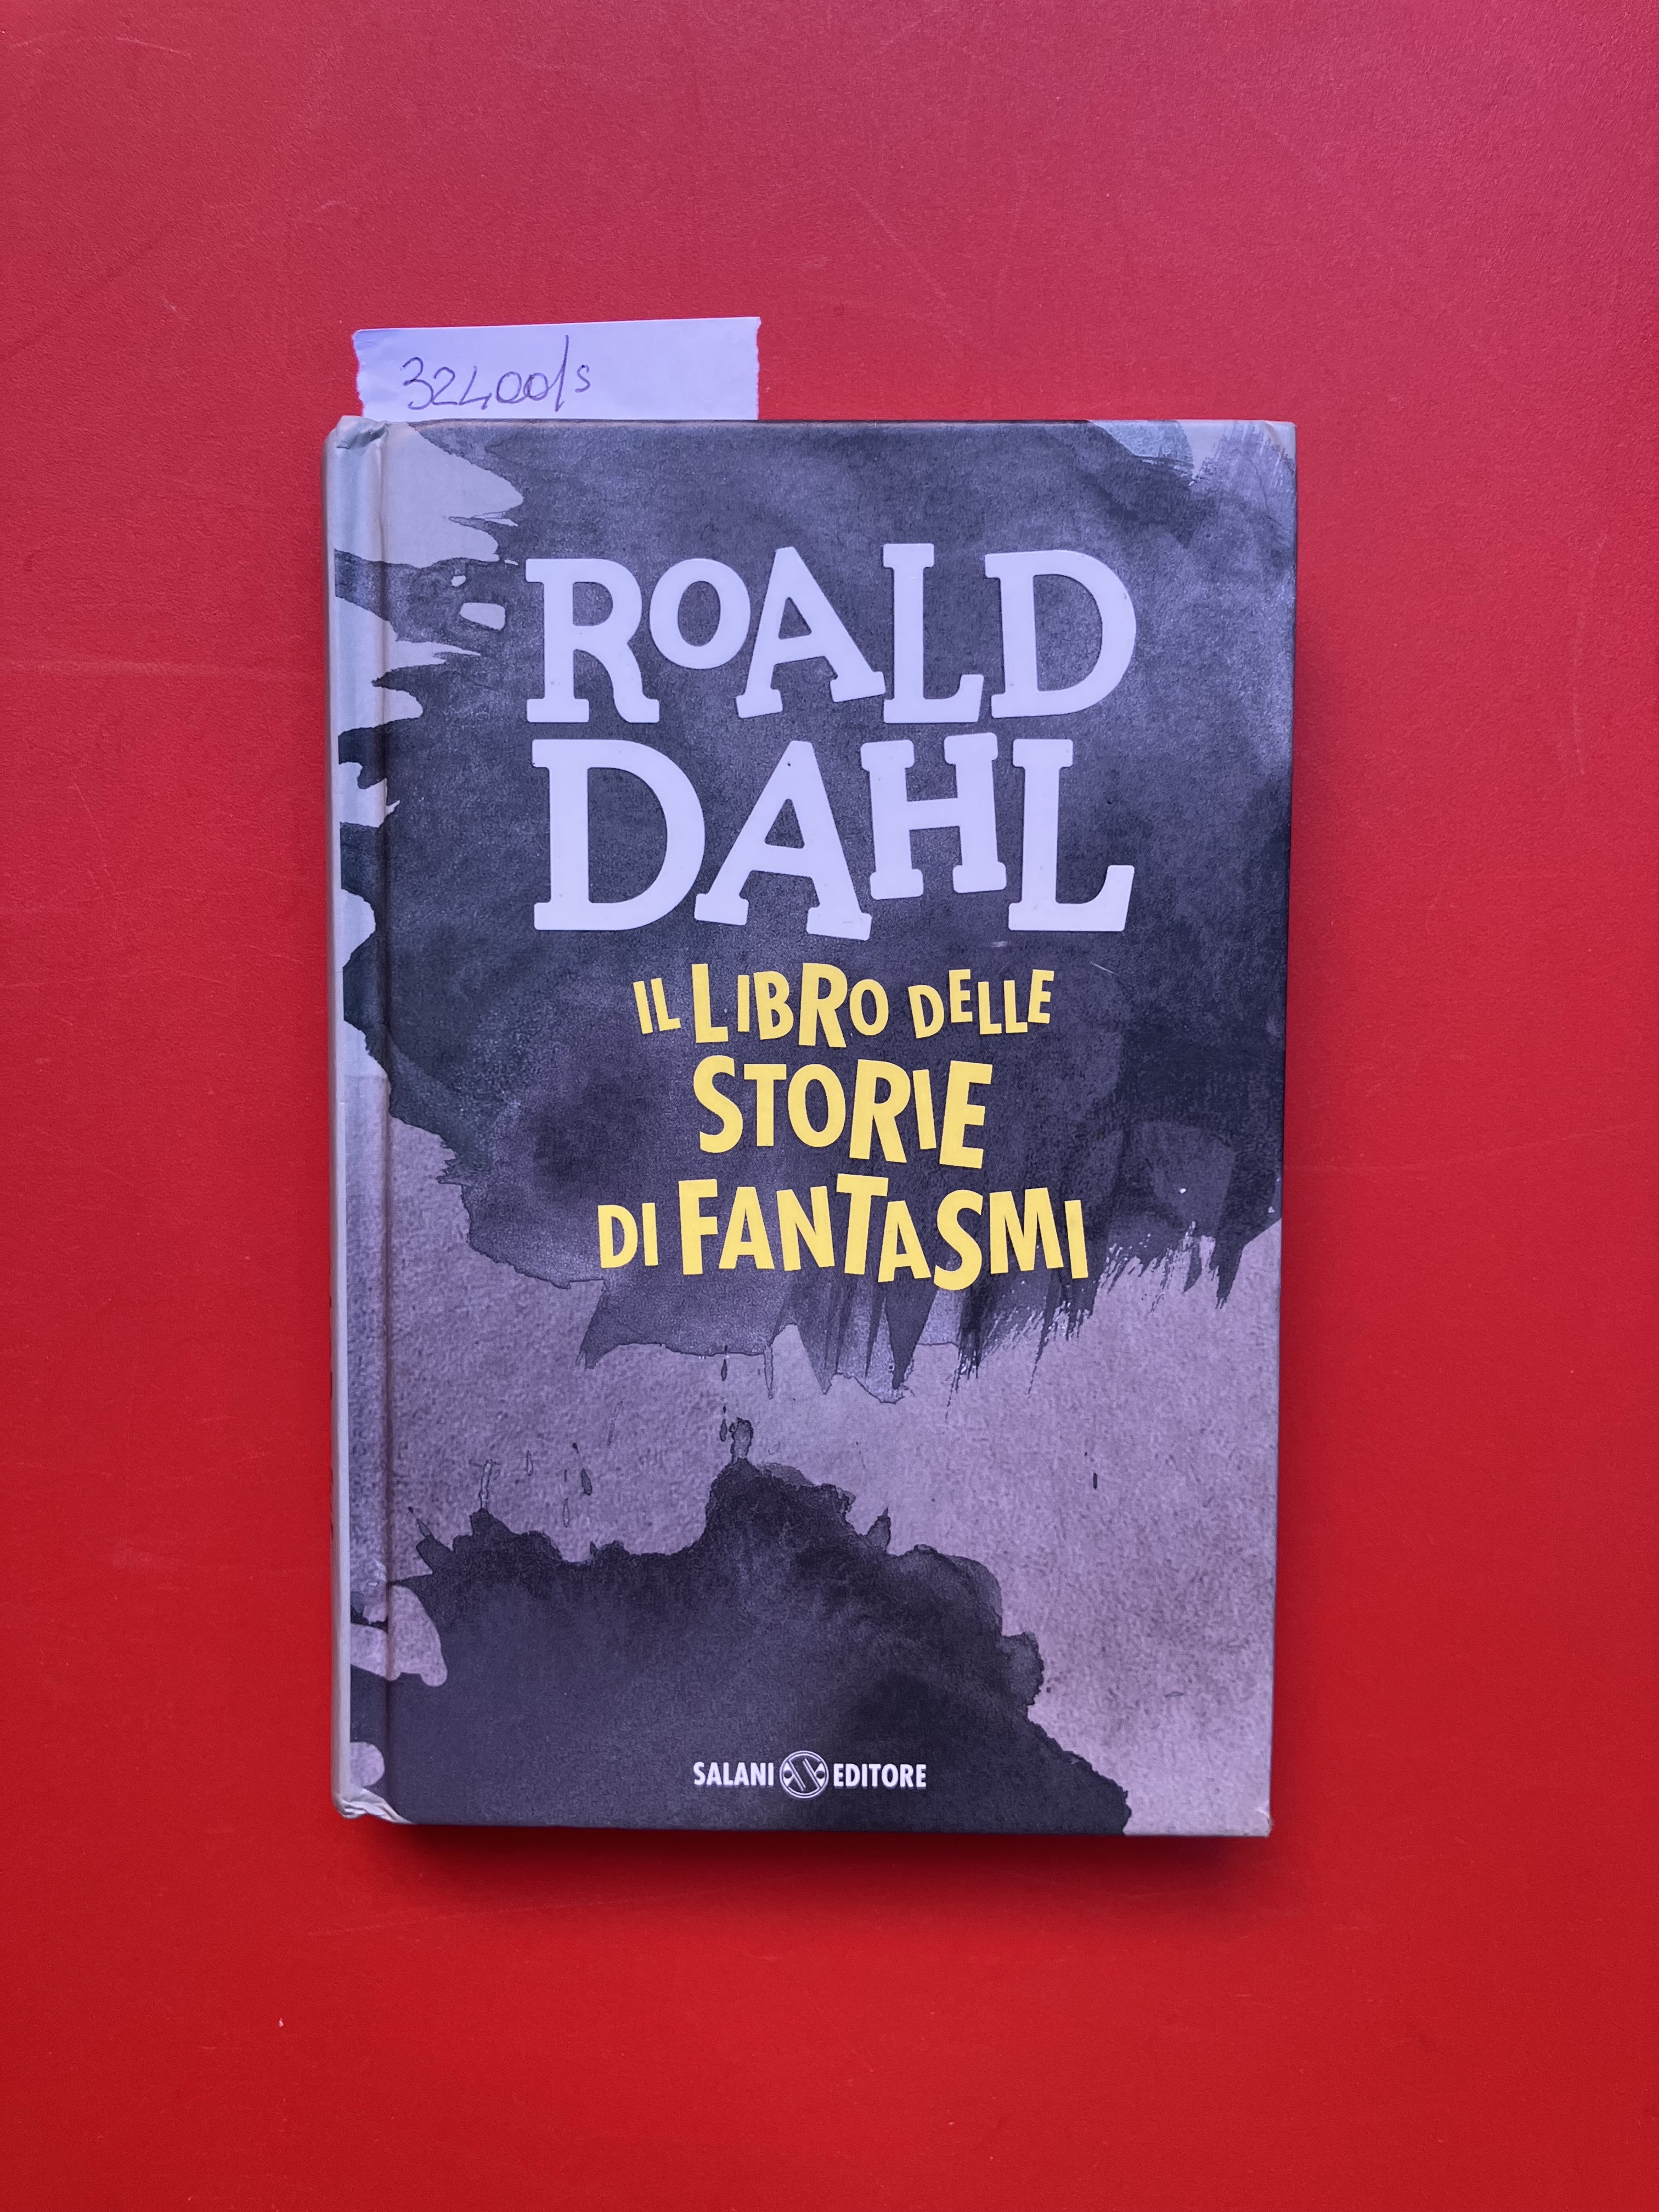 32400/s
ROALD
DAHL
IL LIBRO DELLE
STORIE
DI FANTASMI
SALANI EDITORE